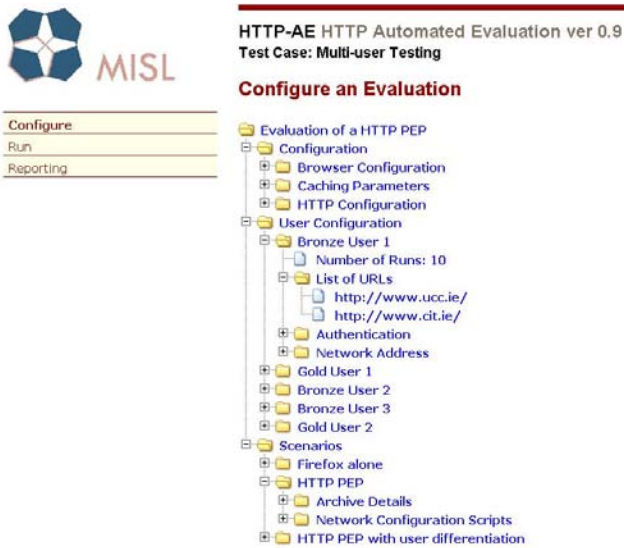 MISL
HTTP-AE HTTP Automated Evaluation ver 0.9
Test Case: Multi-user Testing
Configure an Evaluation
Configure
Run
Reporting
Evaluation of a HTTP PEP
Configuration
Browser Configuration
Caching Parameters
HTTP Configuration
User Configuration
Bronze User 1
Number of Runs: 10
List of URLs
http://www.ucc.ie/
http://www.cit.ie/
Authentication
Network Address
Gold User 1
Bronze User 2
Bronze User 3
Gold User 2
Scenarios
Firefox alone
HTTP PEP
Archive Details
Network Configuration Scripts
HTTP PEP with user differentiation